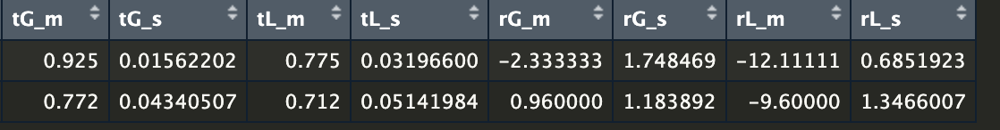 tG_m tG_s tL_m tL_s rG_m rG_s rL_m rL_s
0.925 0.01562202 0.775 0.03196600 -2.333333 1.748469 -12.11111 0.6851923
0.772 0.04340507 0.712 0.05141984 0.960000 1.183892 -9.60000 1.3466007